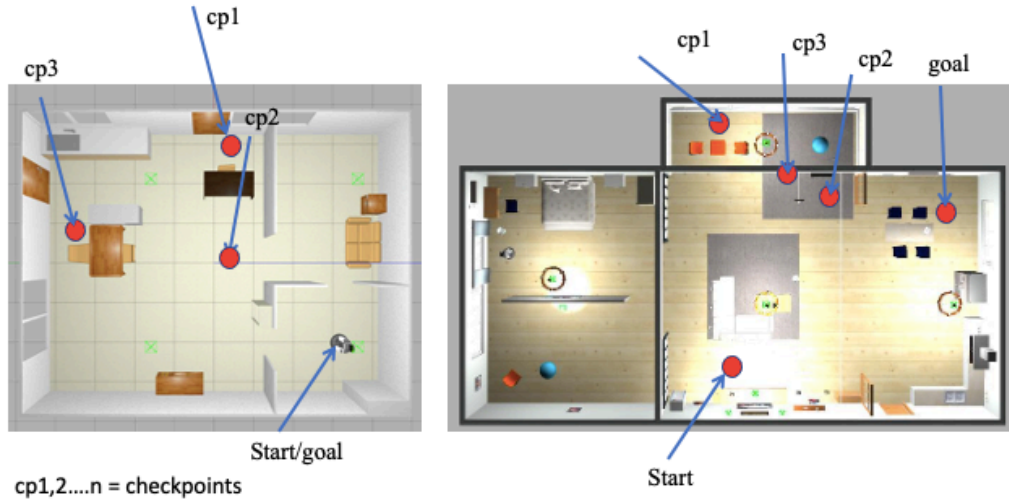 cp1
cp3
cp2
Start/goal
cp1
cp3
cp2
goal
Start
cp1,2....n = checkpoints